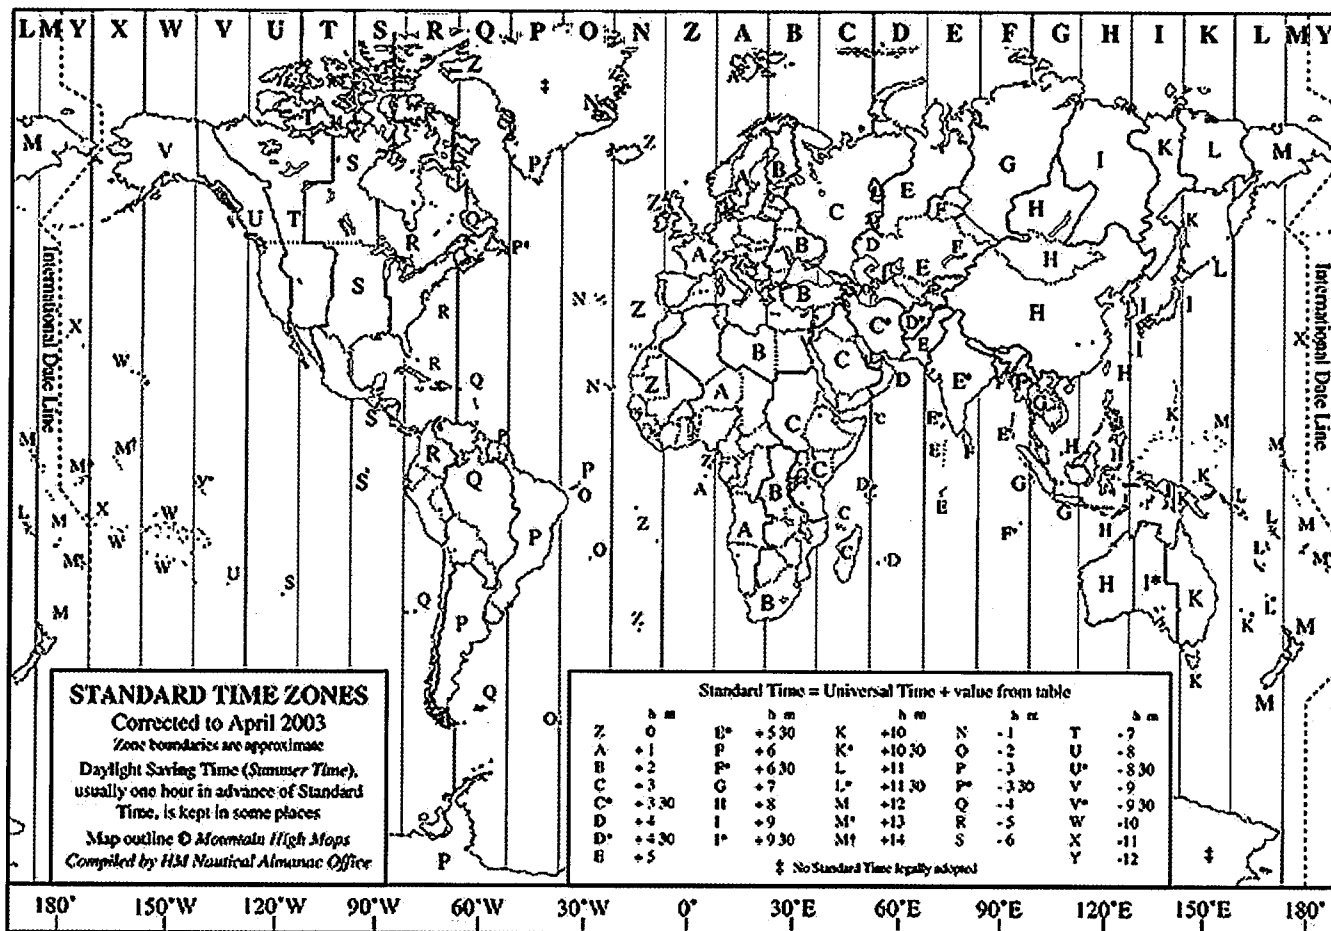 L M Y X W V U T S R Q P O N Z A B C D E F G H I K L M Y
International Date Line
International Date Line
STANDARD TIME ZONES
Corrected to April 2003
Zone boundaries are approximate
Daylight Saving Time (Summer Time),
usually one hour in advance of Standard
Time, is kept in some places
Map outline © Mountain High Maps
Compiled by HM Nautical Almanac Office
Standard Time = Universal Time + value from table
h m h m h m h m h m
Z 0 E* +5 30 K +10 N -1 T -7
A +1 F +6 K* +10 30 O -2 U -8
B +2 F* +6 30 L +11 P -3 U* -8 30
C +3 G +7 L* +11 30 P* -3 30 V -9
C* +3 30 H +8 M +12 Q -4 V* -9 30
D +4 I +9 M* +13 R -5 W -10
D* +4 30 I* +9 30 M† +14 S -6 X -11
E +5 Y -12
‡ No Standard Time legally adopted
180° 150°W 120°W 90°W 60°W 30°W 0° 30°E 60°E 90°E 120°E 150°E 180°